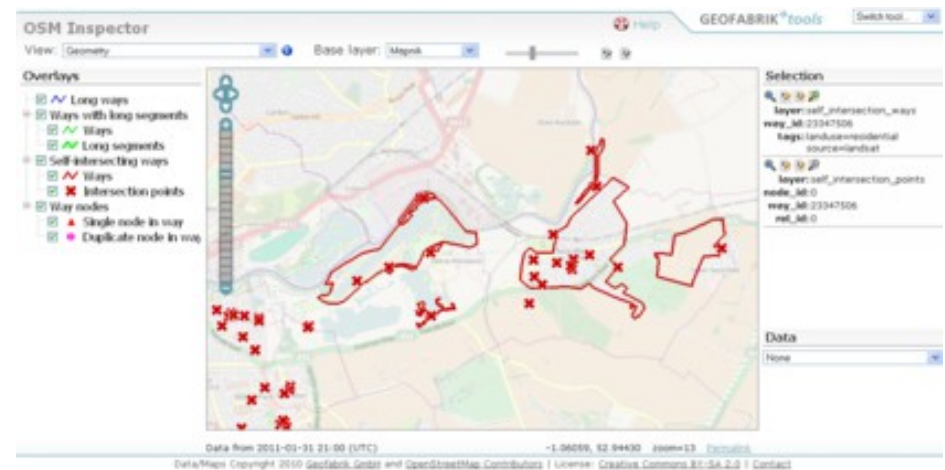 OSM Inspector
Help
GEOFABRIK tools
Switch tool...
View: Geometry
Base layer: Mapnik
Overlays
Long ways
Ways with long segments
Ways
Long segments
Self-intersecting ways
Ways
Intersection points
Way nodes
Single node in way
Duplicate node in way
Selection
layer:self_intersection_ways
way_id:23347506
tags:landuse=residential
source=landsat
layer:self_intersection_points
node_id:0
way_id:23347506
rel_id:0
Data
None
Data from 2011-01-31 21:00 (UTC)
-1.06059, 52.94430 zoom=13 Permalink
Data/Maps Copyright 2010 Geofabrik GmbH and OpenStreetMap Contributors | License: Creative Commons BY-SA 2.0 | Contact